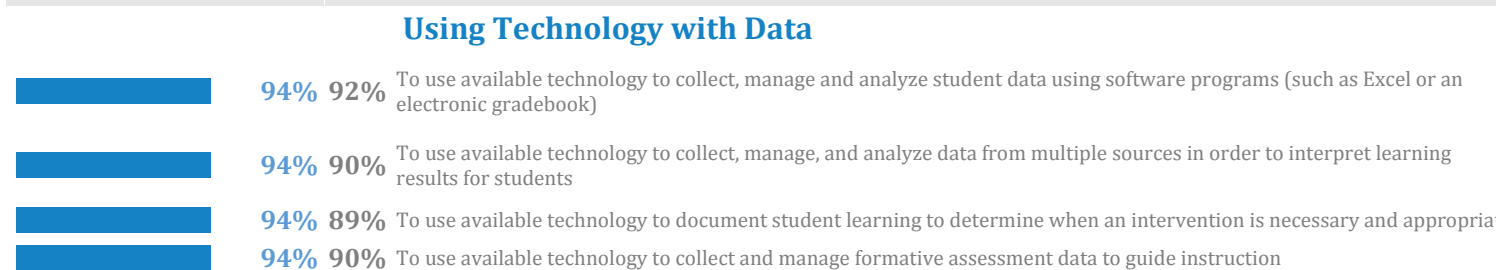 Using Technology with Data
94% 92% To use available technology to collect, manage and analyze student data using software programs (such as Excel or an
electronic gradebook)
94% 90% To use available technology to collect, manage, and analyze data from multiple sources in order to interpret learning
results for students
94% 89% To use available technology to document student learning to determine when an intervention is necessary and appropria
94% 90% To use available technology to collect and manage formative assessment data to guide instruction